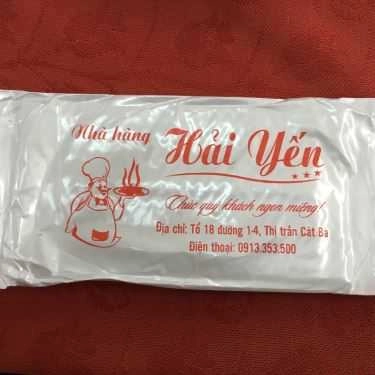 Nhà hàng Hải Yến
Chúc quý khách ngon miệng!
Địa chỉ: Tổ 18 đường 1-4, Thị trấn Cát Bà
Điện thoại: 0913.353.500